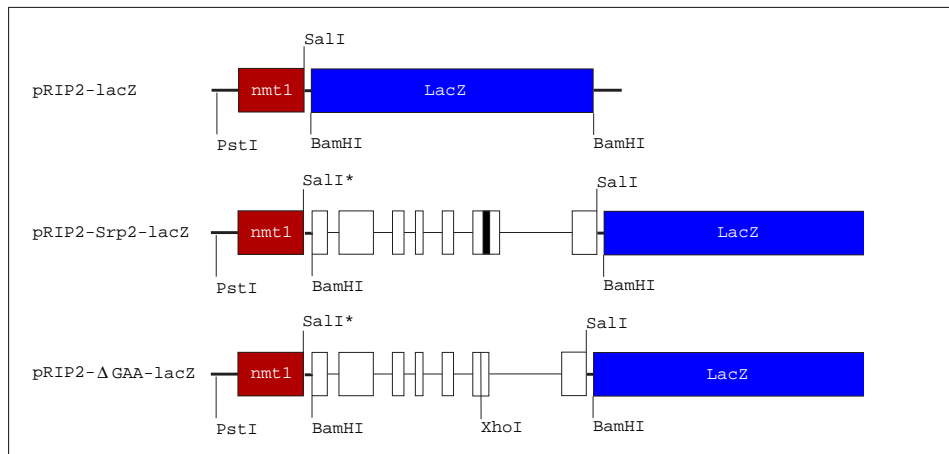 SalI
pRIP2-lacZ nmt1 LacZ
PstI BamHI BamHI
SalI* SalI
pRIP2-Srp2-lacZ nmt1 LacZ
PstI BamHI BamHI
SalI* SalI
pRIP2-Δ GAA-lacZ nmt1 LacZ
PstI BamHI XhoI BamHI